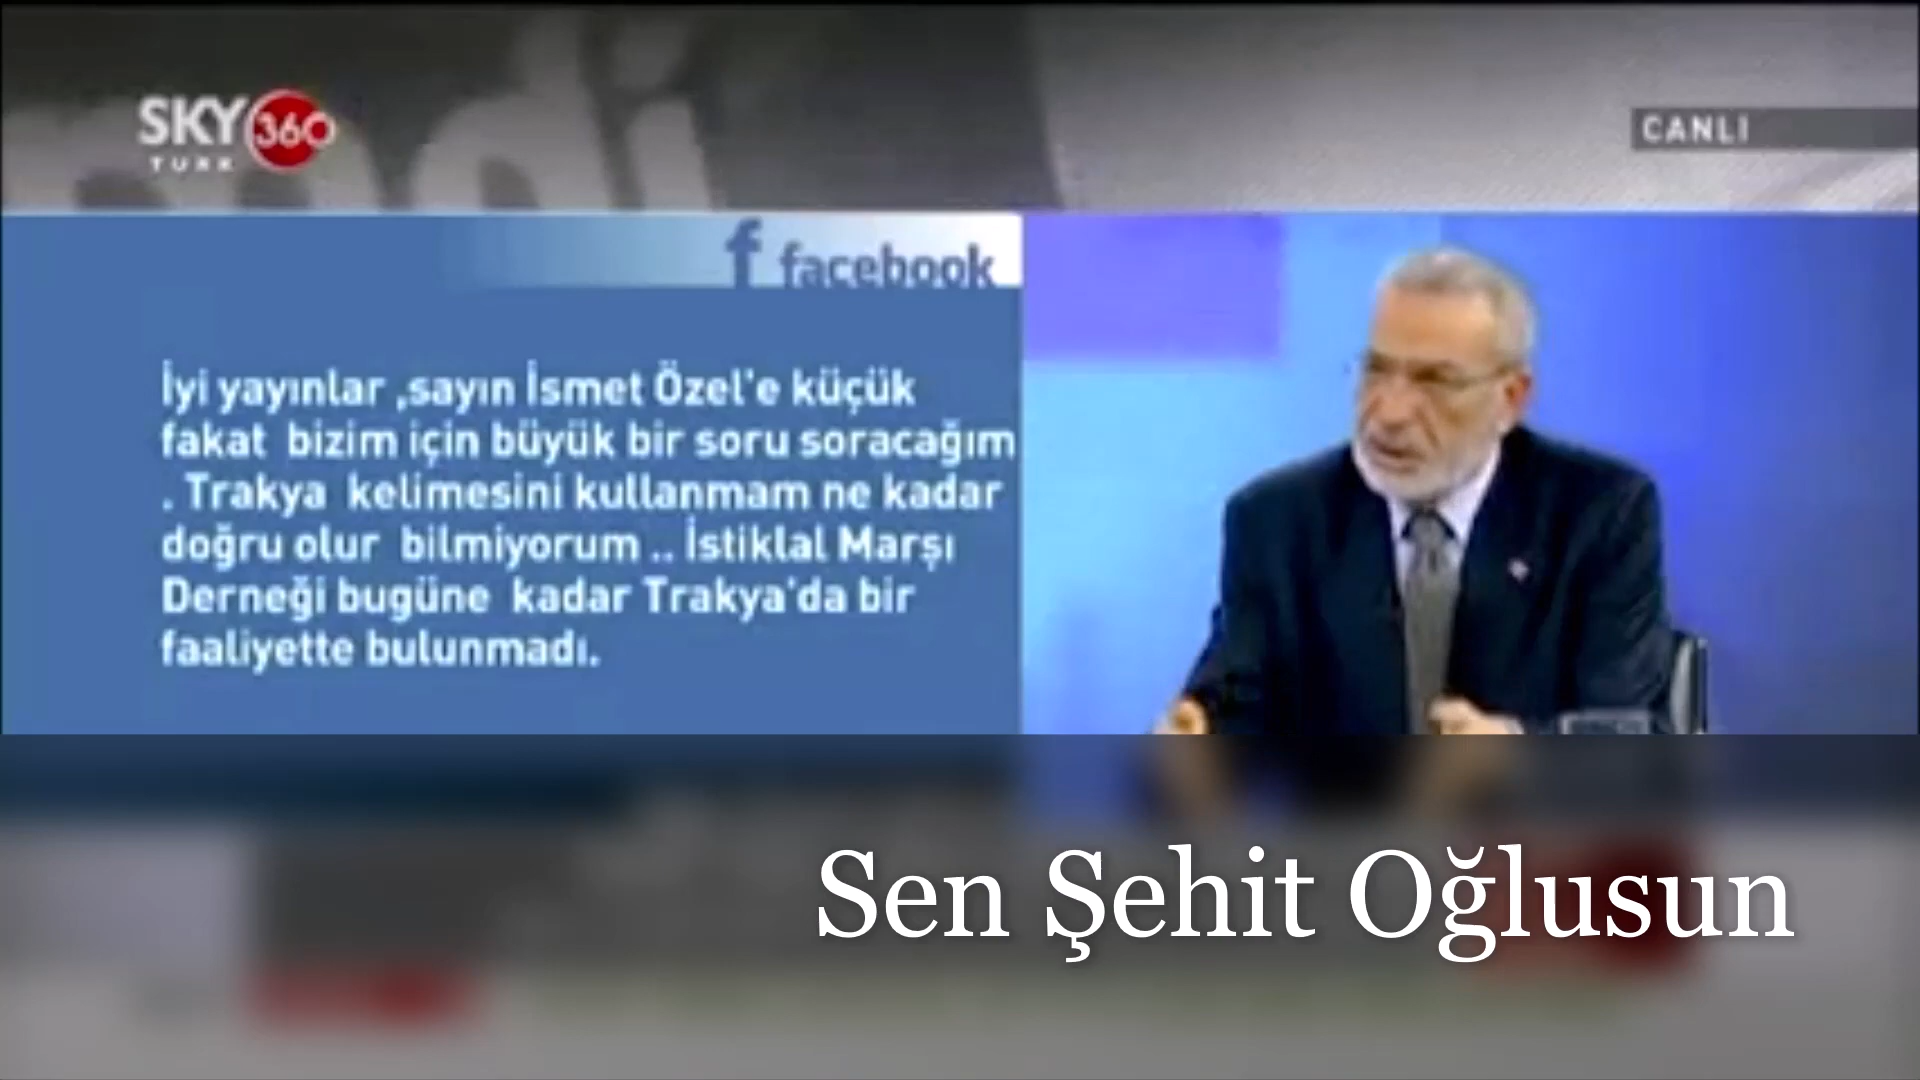 SKY 360
TURK
CANLI
f facebook
İyi yayınlar ,sayın İsmet Özel'e küçük
fakat bizim için büyük bir soru soracağım
. Trakya kelimesini kullanmam ne kadar
doğru olur bilmiyorum .. İstiklal Marşı
Derneği bugüne kadar Trakya'da bir
faaliyette bulunmadı.
Sen Şehit Oğlusun